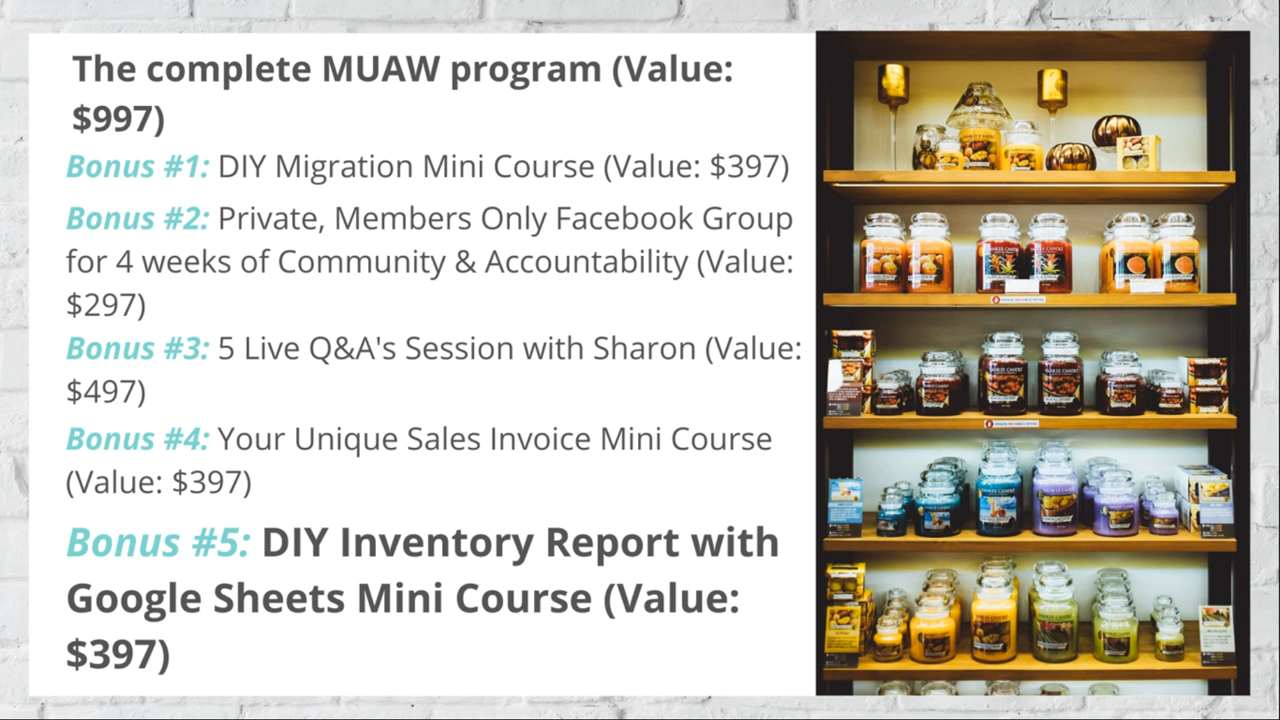 The complete MUAW program (Value:
$997)
Bonus #1: DIY Migration Mini Course (Value: $397)
Bonus #2: Private, Members Only Facebook Group
for 4 weeks of Community & Accountability (Value:
$297)
Bonus #3: 5 Live Q&A's Session with Sharon (Value:
$497)
Bonus #4: Your Unique Sales Invoice Mini Course
(Value: $397)
Bonus #5: DIY Inventory Report with
Google Sheets Mini Course (Value:
$397)